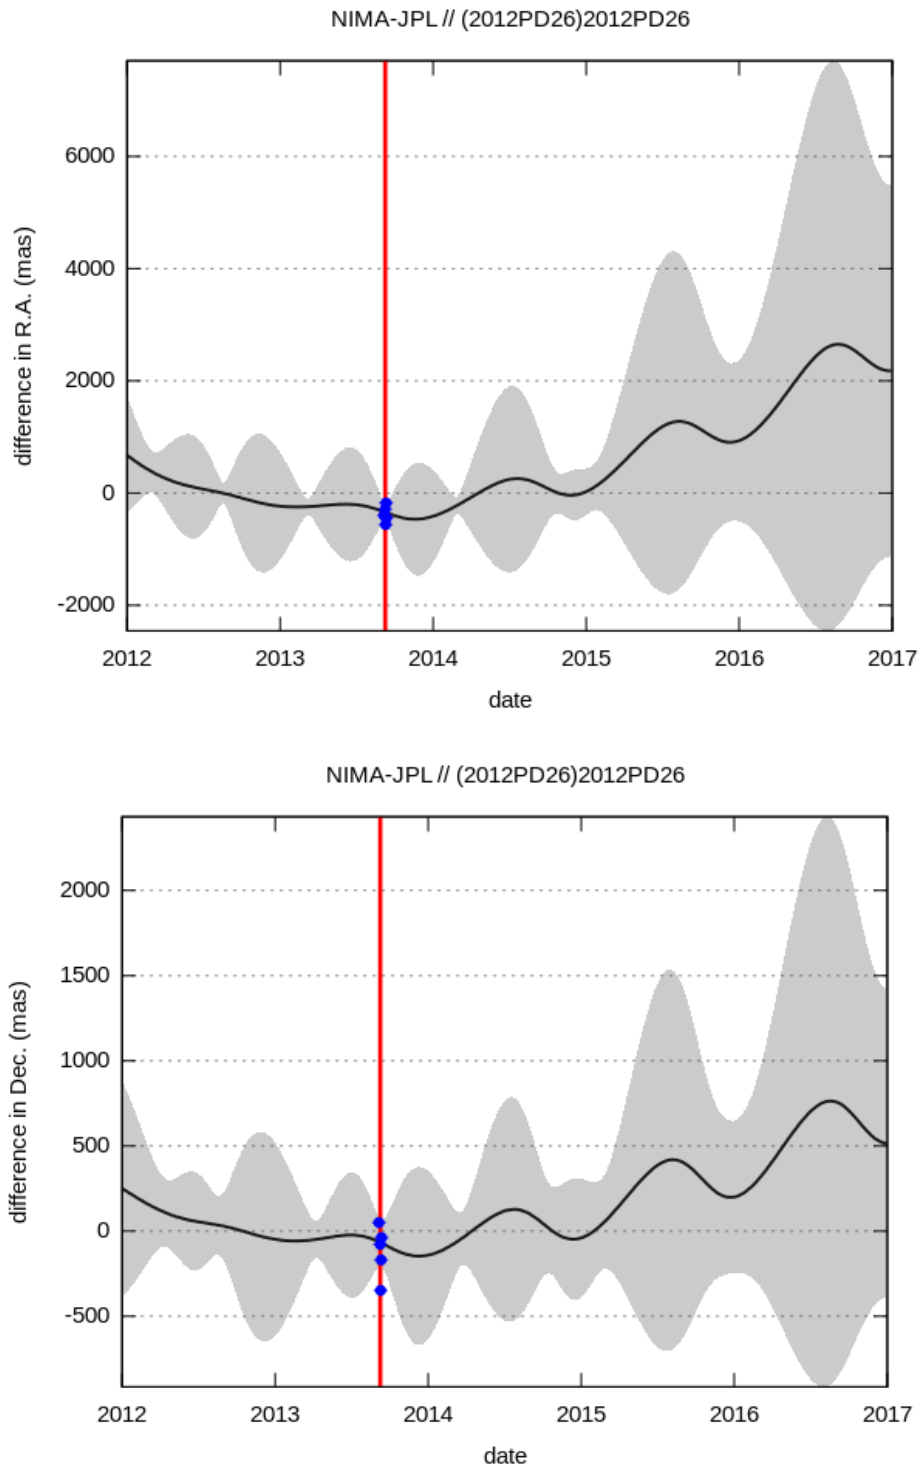 NIMA-JPL // (2012PD26)2012PD26
difference in R.A. (mas)
6000
4000
2000
0
-2000
2012 2013 2014 2015 2016 2017
date
NIMA-JPL // (2012PD26)2012PD26
difference in Dec. (mas)
2000
1500
1000
500
0
-500
2012 2013 2014 2015 2016 2017
date